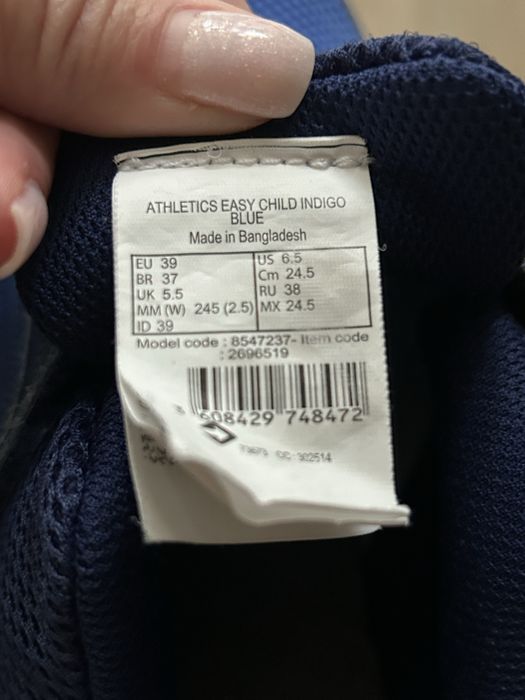 ATHLETICS EASY CHILD INDIGO
BLUE
Made in Bangladesh
EU 39 US 6.5
BR 37 Cm 24.5
UK 5.5 RU 38
MM (W) 245 (2.5) MX 24.5
ID 39
Model code : 8547237- Item code
: 2696519
608429 748472
CC: 302514